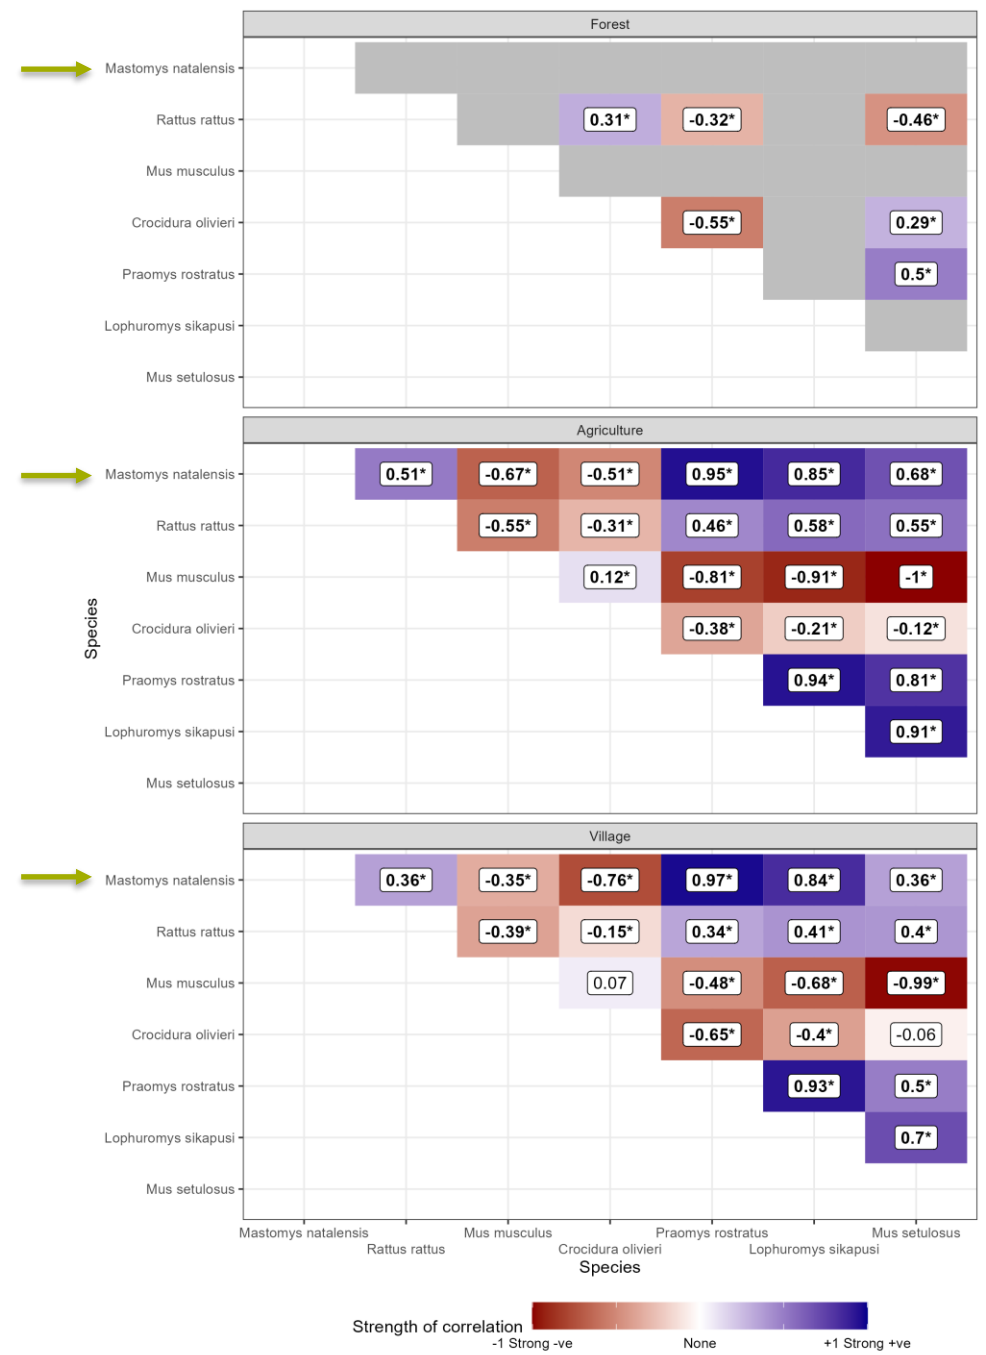 Forest
Mastomys natalensis
Rattus rattus 0.31* -0.32* -0.46*
Mus musculus
Crocidura olivieri -0.55* 0.29*
Praomys rostratus 0.5*
Lophuromys sikapusi
Mus setulosus
Agriculture
Mastomys natalensis 0.51* -0.67* -0.51* 0.95* 0.85* 0.68*
Rattus rattus -0.55* -0.31* 0.46* 0.58* 0.55*
Mus musculus 0.12* -0.81* -0.91* -1*
Crocidura olivieri -0.38* -0.21* -0.12*
Praomys rostratus 0.94* 0.81*
Lophuromys sikapusi 0.91*
Mus setulosus
Species
Village
Mastomys natalensis 0.36* -0.35* -0.76* 0.97* 0.84* 0.36*
Rattus rattus -0.39* -0.15* 0.34* 0.41* 0.4*
Mus musculus 0.07 -0.48* -0.68* -0.99*
Crocidura olivieri -0.65* -0.4* -0.06
Praomys rostratus 0.93* 0.5*
Lophuromys sikapusi 0.7*
Mus setulosus
Mastomys natalensis Mus musculus Praomys rostratus Mus setulosus
Rattus rattus Crocidura olivieri Lophuromys sikapusi
Species
Strength of correlation
-1 Strong -ve None +1 Strong +ve